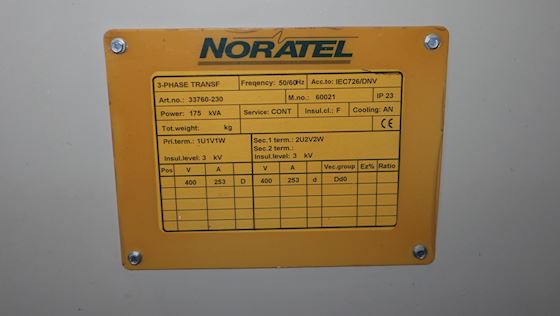 NORATEL
3-PHASE TRANSF Freqency: 50/60Hz Acc.to: IEC726/DNV
Art.no.: 33760-230 M.no.: 60021 IP 23
Power: 175 kVA Service: CONT Insul.cl.: F Cooling: AN
Tot.weight: kg CE
Pri.term.: 1U1V1W Sec.1 term.: 2U2V2W
Sec.2 term.:
Insul.level: 3 kV Insul.level: 3 kV
Pos V A V A Vec.group Ez% Ratio
400 253 D 400 253 d Dd0